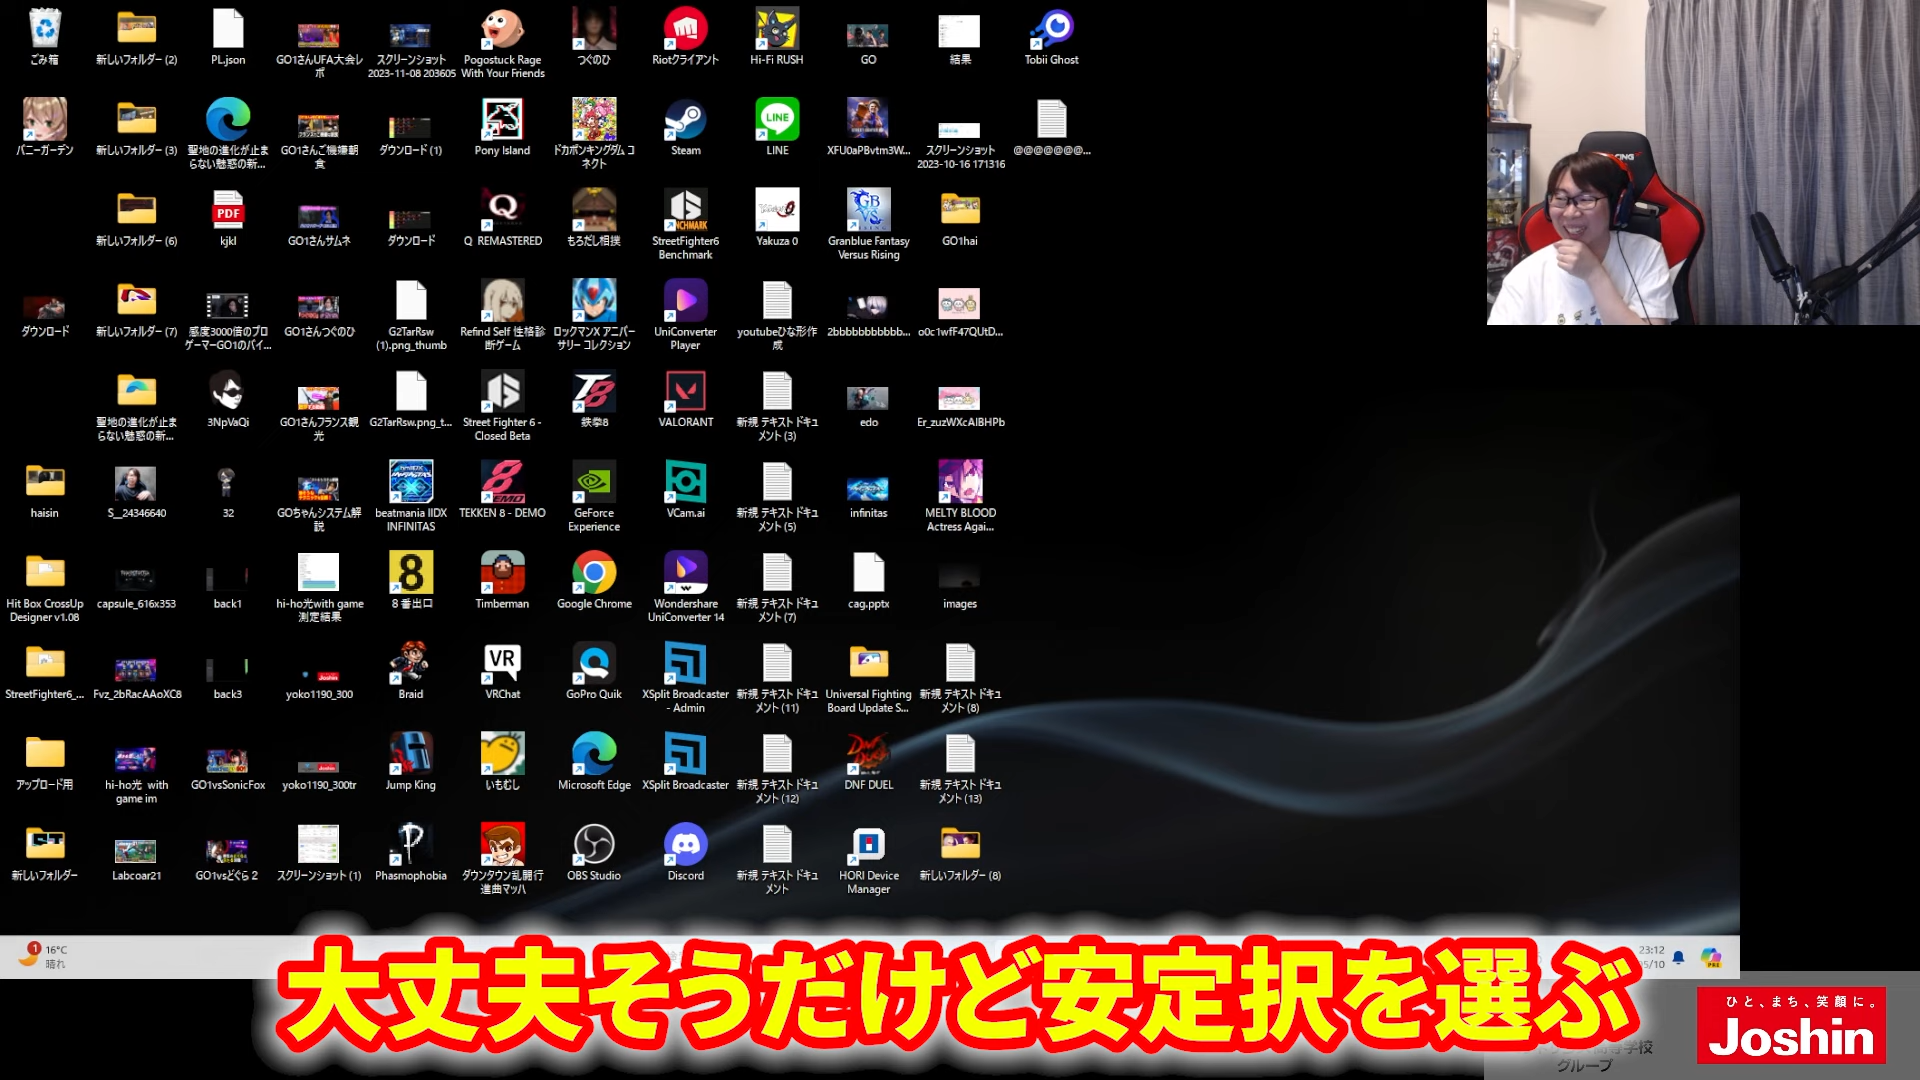 ごみ箱
新しいフォルダー (2)
PL.json
GO1さんUFA大会レ
ポ
スクリーンショット
2023-11-08 203605
Pogostuck Rage
With Your Friends
つぐのひ
Riotクライアント
Hi-Fi RUSH
GO
結果
Tobii Ghost
バニーガーデン
新しいフォルダー (3)
聖地の進化が止ま
らない魅惑の新...
GO1さんご機嫌朝
食
ダウンロード (1)
Pony Island
ドカポンキングダム コ
ネクト
Steam
LINE
LINE
XFU0aPBvtm3W...
スクリーンショット
2023-10-16 171316
@@@@@@@...
新しいフォルダー (6)
PDF
kjkl
GO1さんサムネ
ダウンロード
Q REMASTERED
もろだし相撲
StreetFighter6
Benchmark
Yakuza 0
Granblue Fantasy
Versus Rising
GO1hai
ダウンロード
新しいフォルダー (7)
感度3000倍のプロ
ゲーマーGO1のバイ...
GO1さんつぐのひ
G2TarRsw
(1).png_thumb
Refind Self 性格診
断ゲーム
ロックマンX アニバー
サリー コレクション
UniConverter
Player
youtubeひな形作
成
2bbbbbbbbbbb...
o0c1wfF47QUtD...
聖地の進化が止ま
らない魅惑の新...
3NpVaQi
GO1さんフランス観
光
G2TarRsw.png_t...
Street Fighter 6 -
Closed Beta
鉄拳8
VALORANT
新規 テキスト ドキュ
メント (3)
edo
Er_zuzWXcAIBHPb
haisin
S__24346640
32
GOちゃんシステム解
説
beatmania IIDX
INFINITAS
TEKKEN 8 - DEMO
GeForce
Experience
VCam.ai
新規 テキスト ドキュ
メント (5)
infinitas
MELTY BLOOD
Actress Agai...
Hit Box CrossUp
Designer v1.08
capsule_616x353
back1
hi-ho光with game
測定結果
8
8番出口
Timberman
Google Chrome
Wondershare
UniConverter 14
新規 テキスト ドキュ
メント (7)
cag.pptx
images
StreetFighter6_...
Fvz_2bRacAAoXC8
back3
yoko1190_300
Braid
VR
VRChat
GoPro Quik
XSplit Broadcaster
- Admin
新規 テキスト ドキュ
メント (11)
Universal Fighting
Board Update S...
新規 テキスト ドキュ
メント (8)
アップロード用
hi-ho光 with
game im
GO1vsSonicFox
yoko1190_300tr
Jump King
いもむし
Microsoft Edge
XSplit Broadcaster
新規 テキスト ドキュ
メント (12)
DNF DUEL
新規 テキスト ドキュ
メント (13)
新しいフォルダー
Labcoar21
GO1vsどぐら 2
スクリーンショット (1)
Phasmophobia
ダウンタウン乱闘行
進曲マッハ
OBS Studio
Discord
新規 テキスト ドキュ
メント
HORI Device
Manager
新しいフォルダー (8)
1
16°C
晴れ
23:12
大丈夫そうだけど安定択を選ぶ
グループ
ひと、まち、笑顔に。
Joshin